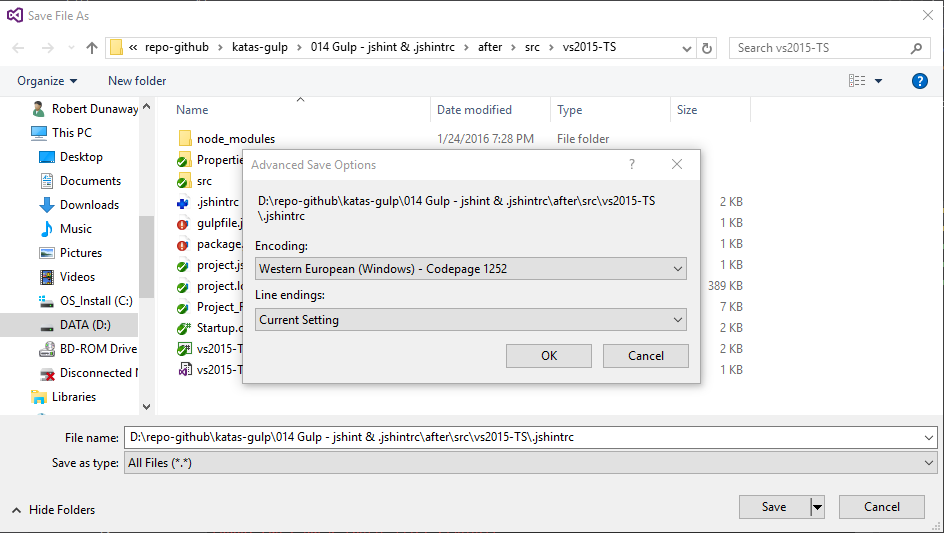 Save File As
« repo-github > katas-gulp > 014 Gulp - jshint & .jshintrc > after > src > vs2015-TS
Search vs2015-TS
Organize
New folder
?
Robert Dunaway
This PC
Desktop
Documents
Downloads
Music
Pictures
Videos
OS_Install (C:)
DATA (D:)
BD-ROM Drive
Disconnected N
Libraries
Name Date modified Type Size
node_modules 1/24/2016 7:28 PM File folder
Propertie
src
.jshintrc 2 KB
gulpfile.j 1 KB
package. 1 KB
project.js 1 KB
project.lo 389 KB
Project_R 7 KB
Startup.c 2 KB
vs2015-T 2 KB
vs2015-T 1 KB
Advanced Save Options
?
D:\repo-github\katas-gulp\014 Gulp - jshint & .jshintrc\after\src\vs2015-TS
\.jshintrc
Encoding:
Western European (Windows) - Codepage 1252
Line endings:
Current Setting
OK Cancel
File name: D:\repo-github\katas-gulp\014 Gulp - jshint & .jshintrc\after\src\vs2015-TS\.jshintrc
Save as type: All Files (*.*)
Hide Folders
Save Cancel